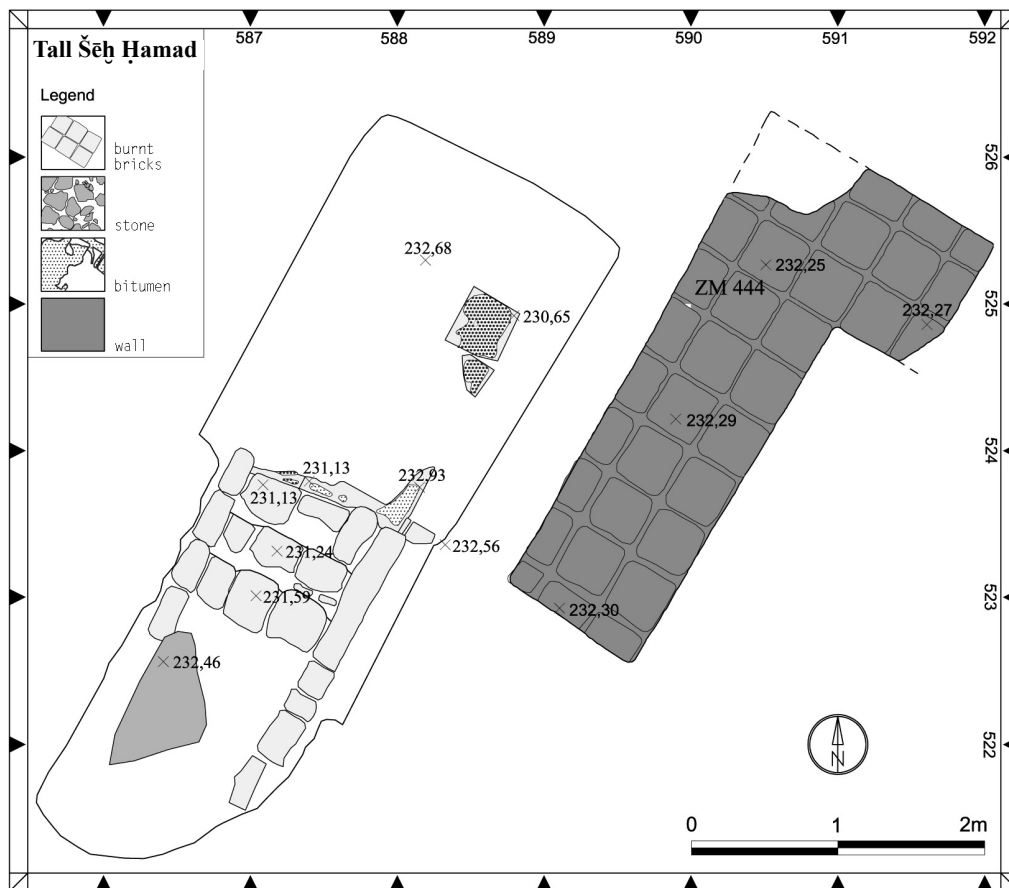 587 588 589 590 591 592
Tall Šēḫ Ḥamad
Legend
burnt
bricks
stone
bitumen
wall
526
525
524
523
522
232,68
230,65
232,25
ZM 444
232,27
232,29
231,13
232,93
231,13
232,56
231,24
231,59
232,30
232,46
N
0 1 2m